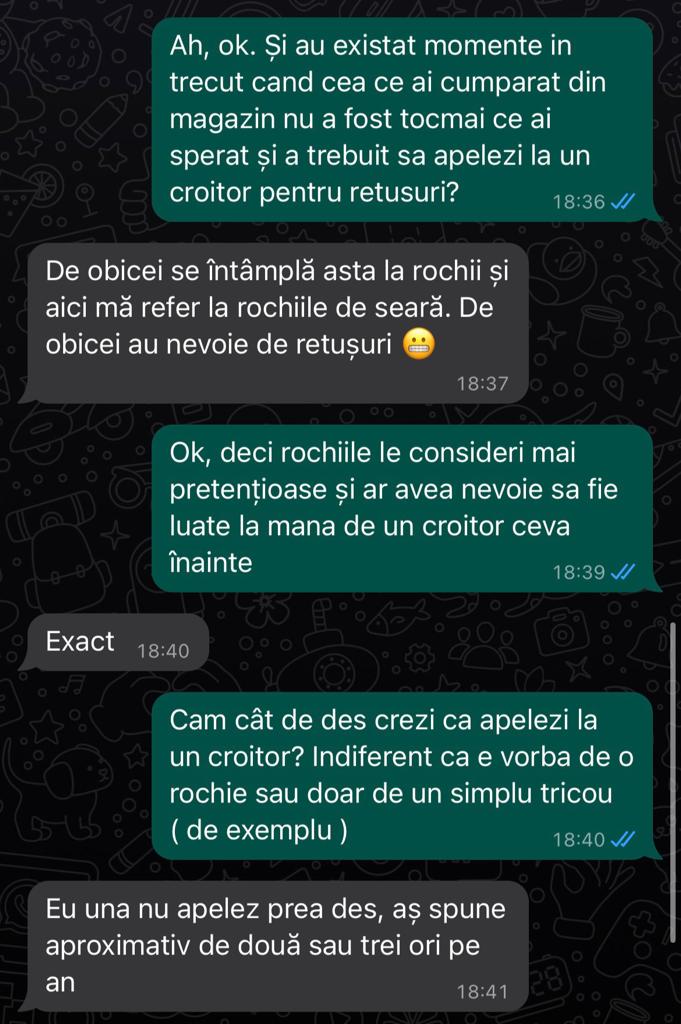 Ah, ok. Și au existat momente in
trecut cand cea ce ai cumparat din
magazin nu a fost tocmai ce ai
sperat și a trebuit sa apelezi la un
croitor pentru retusuri?
18:36
De obicei se întâmplă asta la rochii și
aici mă refer la rochiile de seară. De
obicei au nevoie de retușuri 😬
18:37
Ok, deci rochiile le consideri mai
pretențioase și ar avea nevoie sa fie
luate la mana de un croitor ceva
înainte
18:39
Exact 18:40
Cam cât de des crezi ca apelezi la
un croitor? Indiferent ca e vorba de o
rochie sau doar de un simplu tricou
( de exemplu )
18:40
Eu una nu apelez prea des, aș spune
aproximativ de două sau trei ori pe
an
18:41